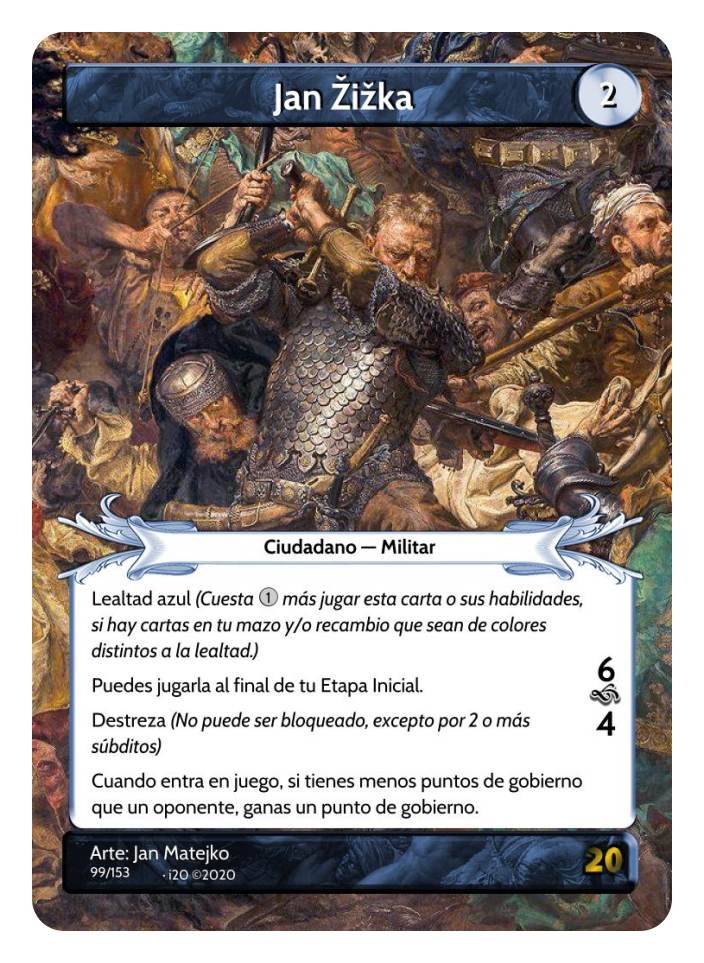 Jan Žižka
2
Ciudadano — Militar
Lealtad azul (Cuesta 1 más jugar esta carta o sus habilidades,
si hay cartas en tu mazo y/o recambio que sean de colores
distintos a la lealtad.)
Puedes jugarla al final de tu Etapa Inicial.
Destreza (No puede ser bloqueado, excepto por 2 o más
súbditos)
Cuando entra en juego, si tienes menos puntos de gobierno
que un oponente, ganas un punto de gobierno.
6
4
Arte: Jan Matejko
99/153 · i20 ©2020
20